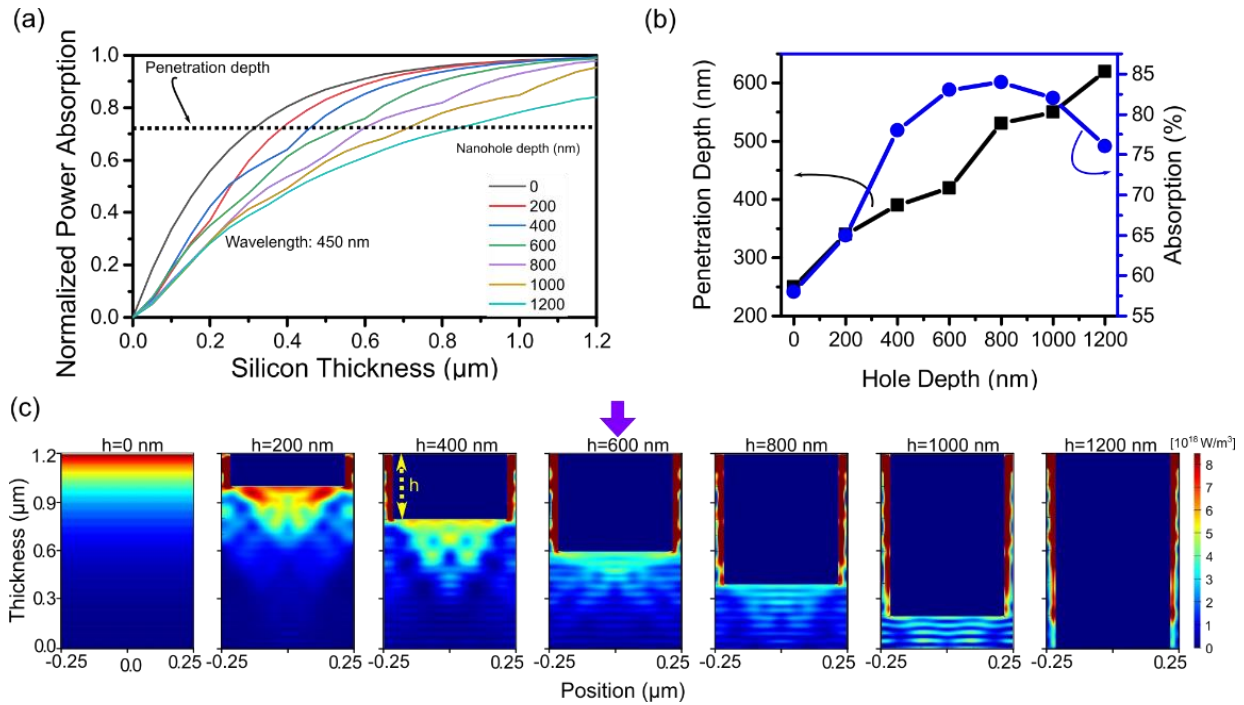 (a)
Normalized Power Absorption
1.0
0.8
0.6
0.4
0.2
0.0
Penetration depth
Nanohole depth (nm)
0
200
400
600
800
1000
1200
Wavelength: 450 nm
0.0 0.2 0.4 0.6 0.8 1.0 1.2
Silicon Thickness (μm)
(b)
Penetration Depth (nm)
600
500
400
300
200
85
80
75
70
65
60
55
Absorption (%)
0 200 400 600 800 1000 1200
Hole Depth (nm)
(c)
h=0 nm h=200 nm h=400 nm h=600 nm h=800 nm h=1000 nm h=1200 nm [10^16 W/m³]
Thickness (μm)
1.2
0.9
0.6
0.3
0.0
h
8
7
6
5
4
3
2
1
0
-0.25 0.0 0.25 -0.25 0.25 -0.25 0.25 -0.25 0.25 -0.25 0.25 -0.25 0.25 -0.25 0.25
Position (μm)